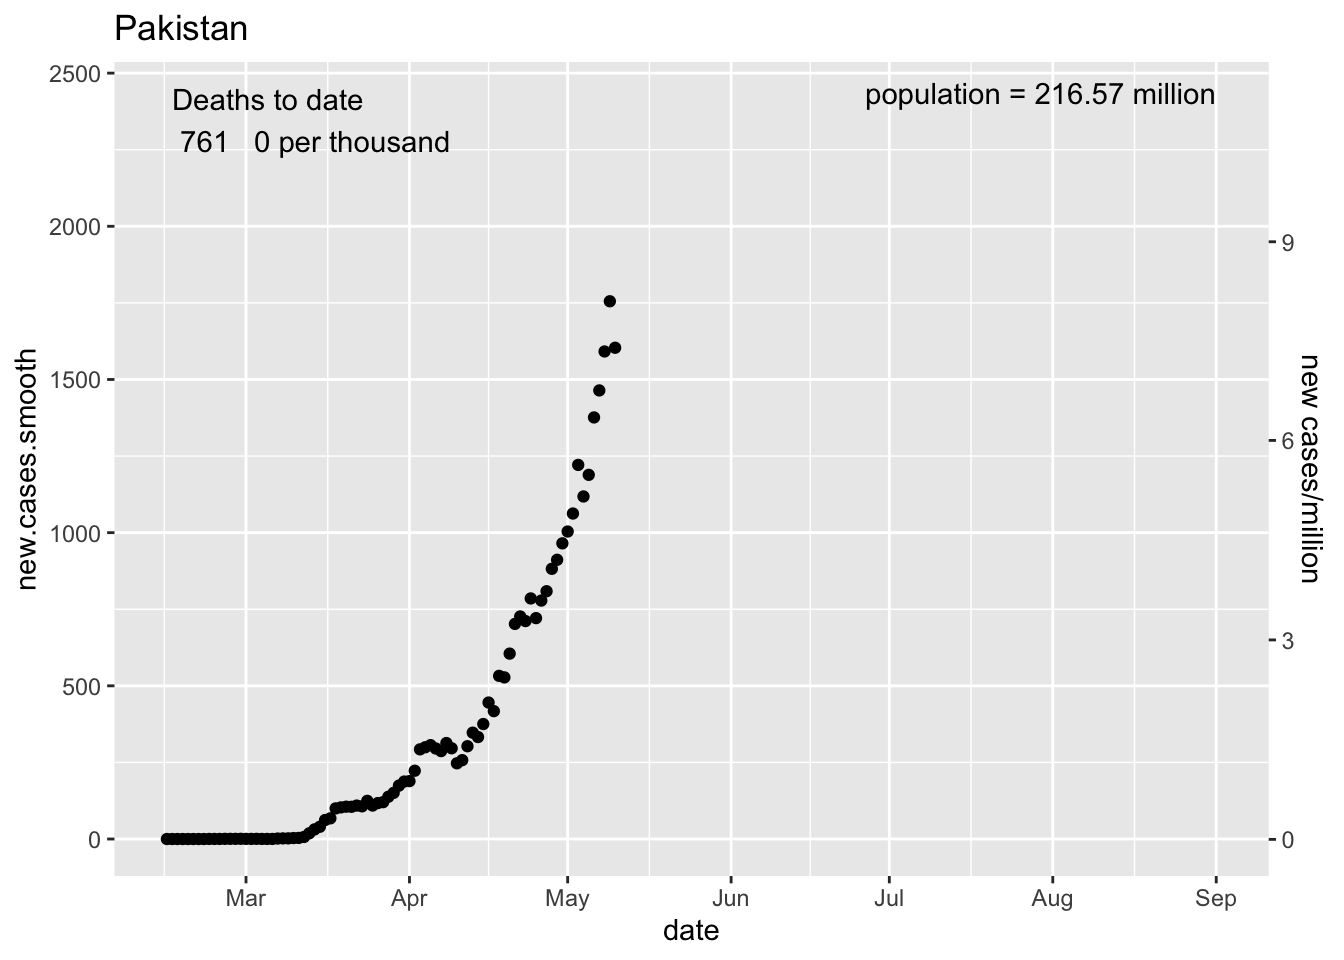 Pakistan
Deaths to date
761 0 per thousand
population = 216.57 million
2500
2000
1500
1000
500
0
new.cases.smooth
9
6
3
0
new cases/million
Mar Apr May Jun Jul Aug Sep
date